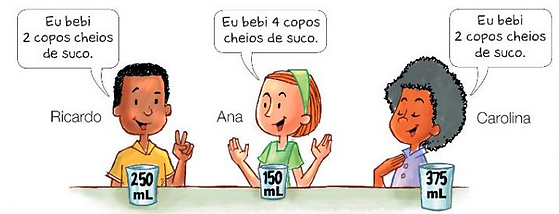 Eu bebi
2 copos cheios
de suco.
Eu bebi 4 copos
cheios de suco.
Eu bebi
2 copos cheios
de suco.
Ricardo
Ana
Carolina
250
mL
150
mL
375
mL